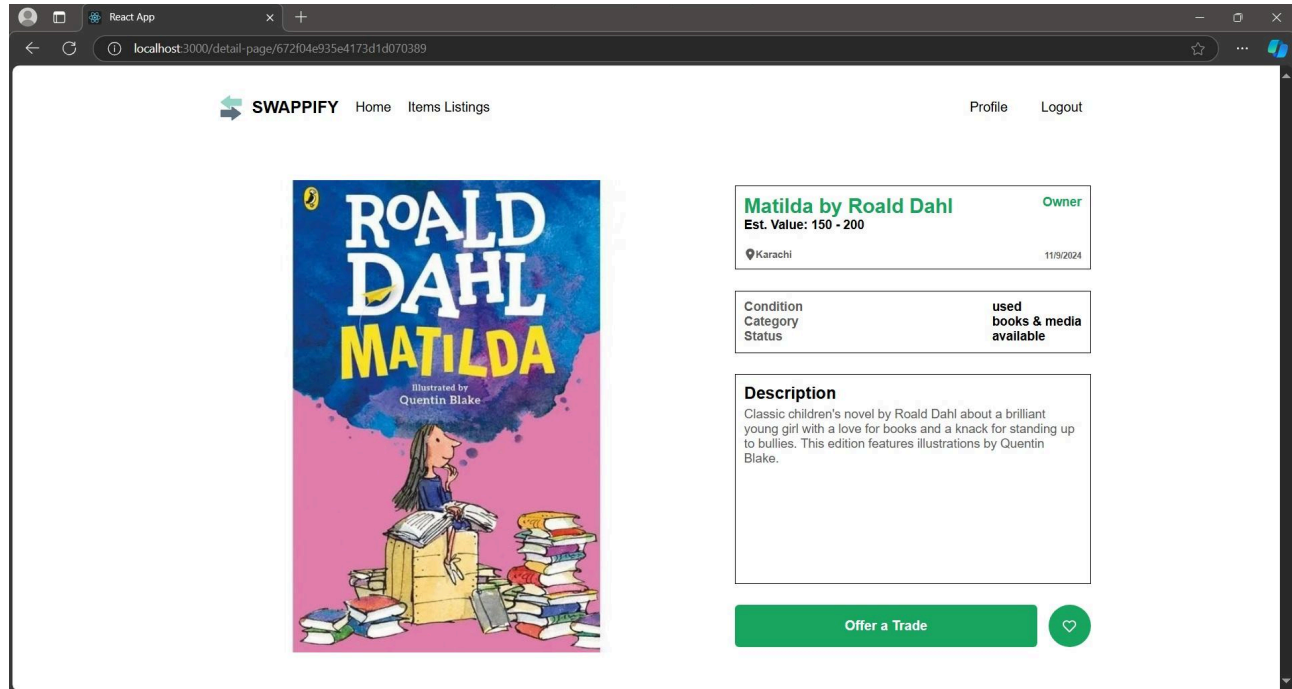 React App
localhost:3000/detail-page/672f04e935e4173d1d070389
SWAPPIFY Home Items Listings Profile Logout
ROALD
DAHL
MATILDA
Illustrated by
Quentin Blake
Matilda by Roald Dahl Owner
Est. Value: 150 - 200
Karachi 11/9/2024
Condition used
Category books & media
Status available
Description
Classic children's novel by Roald Dahl about a brilliant
young girl with a love for books and a knack for standing up
to bullies. This edition features illustrations by Quentin
Blake.
Offer a Trade